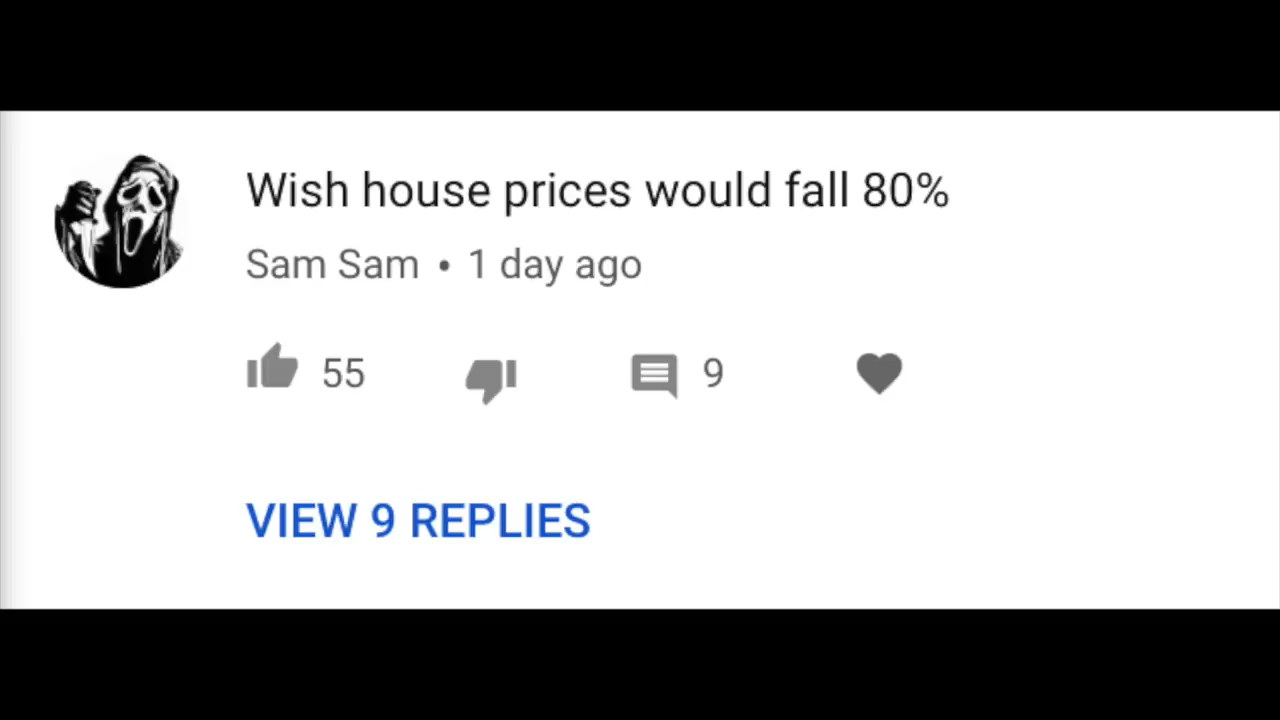 Wish house prices would fall 80%
Sam Sam • 1 day ago
55 9
VIEW 9 REPLIES